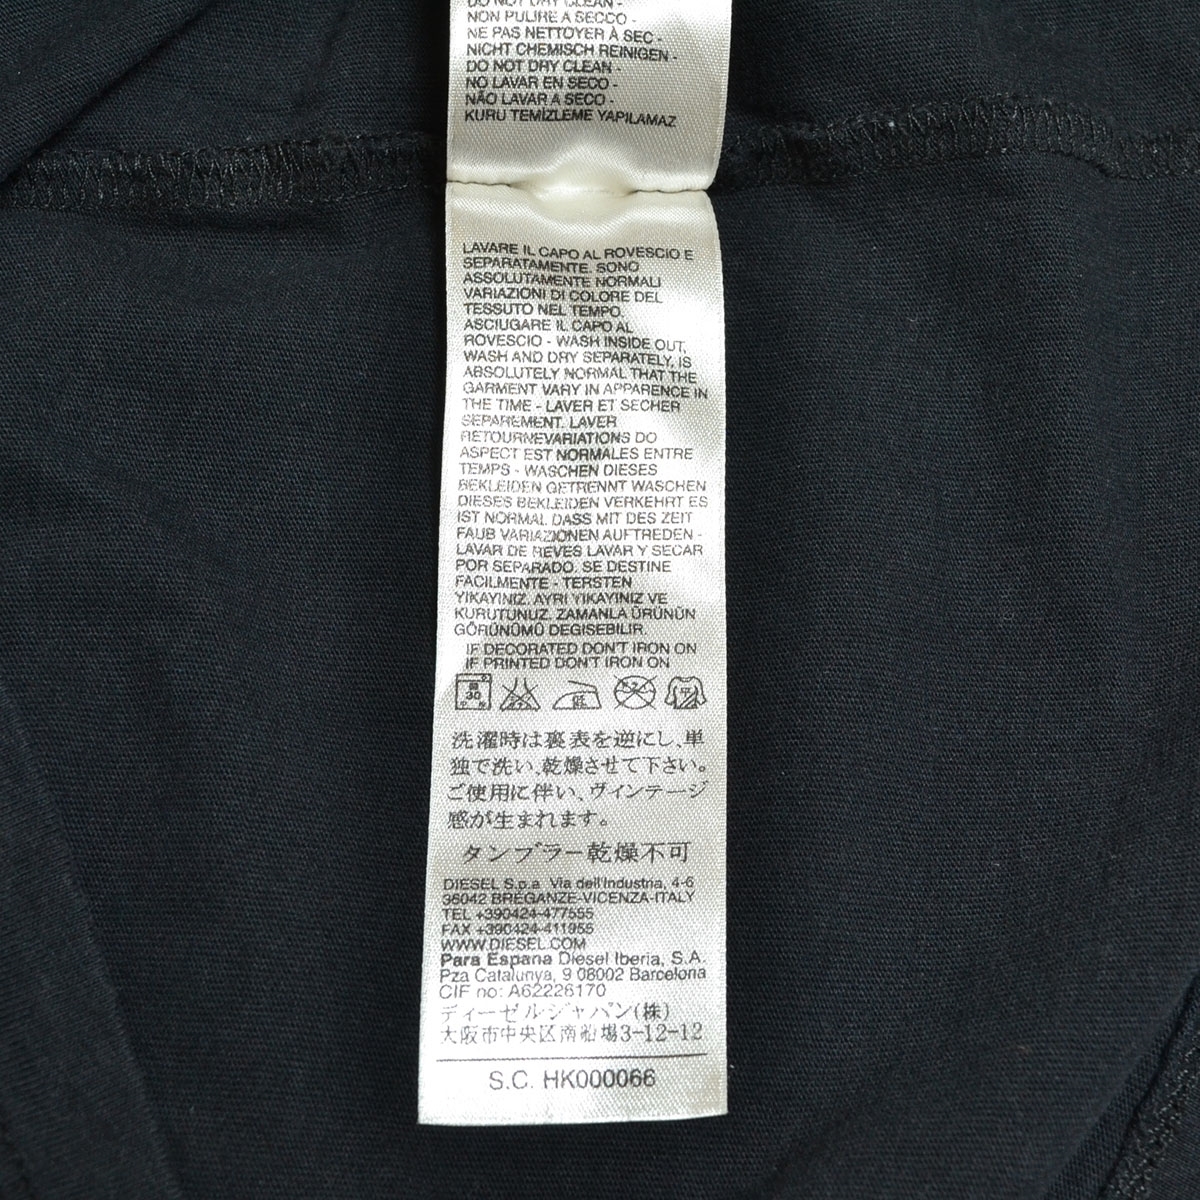 DO NOT DRY CLEAN -
NON PULIRE A SECCO -
NE PAS NETTOYER À SEC -
NICHT CHEMISCH REINIGEN -
DO NOT DRY CLEAN -
NO LAVAR EN SECO -
NÃO LAVAR A SECO -
KURU TEMIZLEME YAPILAMAZ
LAVARE IL CAPO AL ROVESCIO E
SEPARATAMENTE. SONO
ASSOLUTAMENTE NORMALI
VARIAZIONI DI COLORE DEL
TESSUTO NEL TEMPO.
ASCIUGARE IL CAPO AL
ROVESCIO - WASH INSIDE OUT,
WASH AND DRY SEPARATELY, IS
ABSOLUTELY NORMAL THAT THE
GARMENT VARY IN APPARENCE IN
THE TIME - LAVER ET SECHER
SEPAREMENT. LAVER
RETOURNEVARIATIONS DO
ASPECT EST NORMALES ENTRE
TEMPS - WASCHEN DIESES
BEKLEIDEN GETRENNT WASCHEN
DIESES BEKLEIDEN VERKEHRT ES
IST NORMAL DASS MIT DES ZEIT
FAUB VARIAZIONEN AUFTREDEN -
LAVAR DE REVES LAVAR Y SECAR
POR SEPARADO. SE DESTINE
FACILMENTE - TERSTEN
YIKAYINIZ. AYRI YIKAYINIZ VE
KURUTUNUZ. ZAMANLA ÜRÜNÜN
GÖRÜNÜMÜ DEGISEBILIR.
IF DECORATED DON'T IRON ON
IF PRINTED DON'T IRON ON
30 低
洗濯時は裏表を逆にし、単
独で洗い、乾燥させて下さい。
ご使用に伴い、ヴィンテージ
感が生まれます。
タンブラー乾燥不可
DIESEL S.p.a Via dell'Industria, 4-6
36042 BREGANZE-VICENZA-ITALY
TEL +390424-477555
FAX +390424-411955
WWW.DIESEL.COM
Para Espana Diesel Iberia, S.A.
Pza Catalunya, 9 08002 Barcelona
CIF no: A62226170
ディーゼルジャパン(株)
大阪市中央区南船場3-12-12
S.C. HK000066